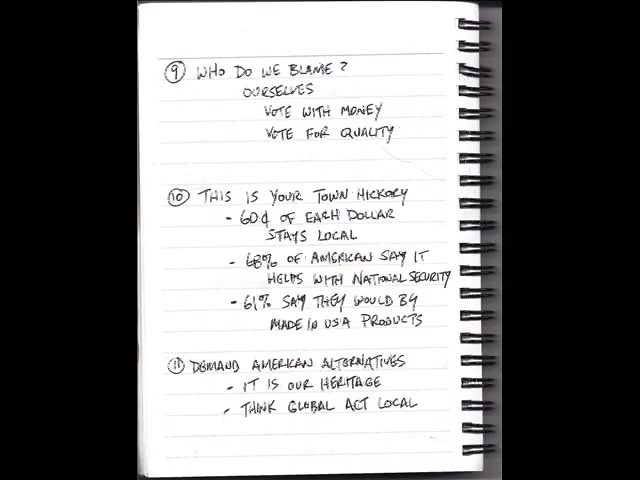 ⑨ WHO DO WE BLAME?
OURSELVES
VOTE WITH MONEY
VOTE FOR QUALITY
⑩ THIS IS YOUR TOWN HICKORY
- 60¢ OF EACH DOLLAR
STAYS LOCAL
- 68% OF AMERICAN SAY IT
HELPS WITH NATIONAL SECURITY
- 61% SAY THEY WOULD BY
MADE IN USA PRODUCTS
⑪ DEMAND AMERICAN ALTERNATIVES
- IT IS OUR HERITAGE
- THINK GLOBAL ACT LOCAL